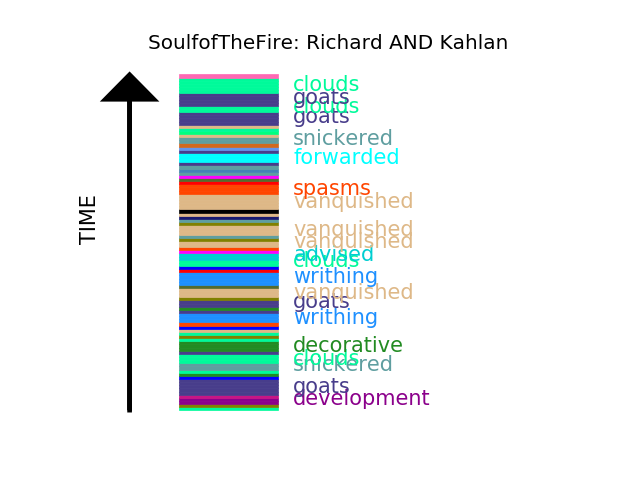 SoulfofTheFire: Richard AND Kahlan
clouds
goats
clouds
goats
snickered
forwarded
spasms
vanquished
vanquished
vanquished
advised
clouds
writhing
vanquished
goats
writhing
decorative
clouds
snickered
goats
development
TIME